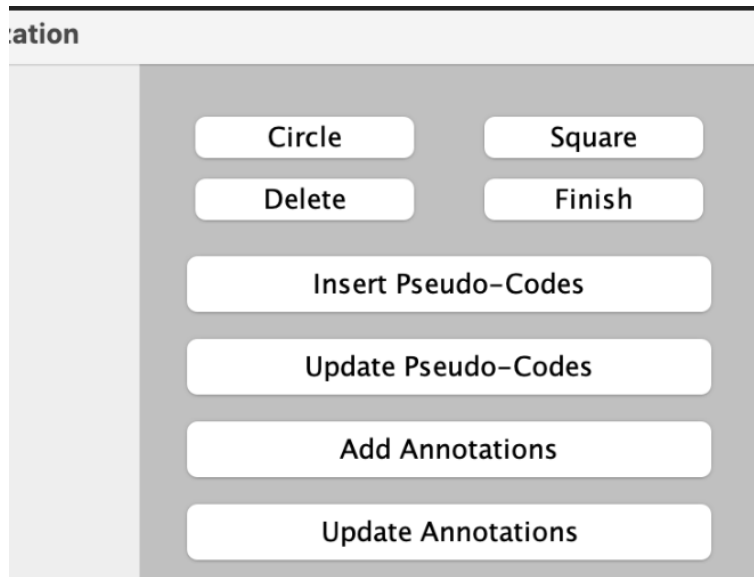 ation
Circle Square
Delete Finish
Insert Pseudo-Codes
Update Pseudo-Codes
Add Annotations
Update Annotations